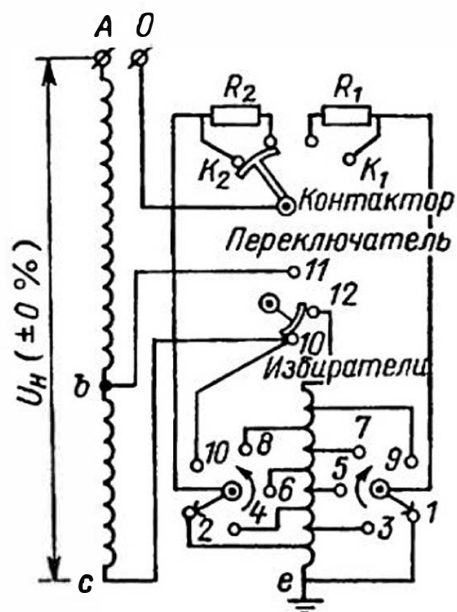 A O
R₂ R₁
K₂ K₁
Контактор
Переключатель
11
12
Uн (±0 %)
10
Избиратели
в
7
10 8 9
6 5
2 4 3 1
с е